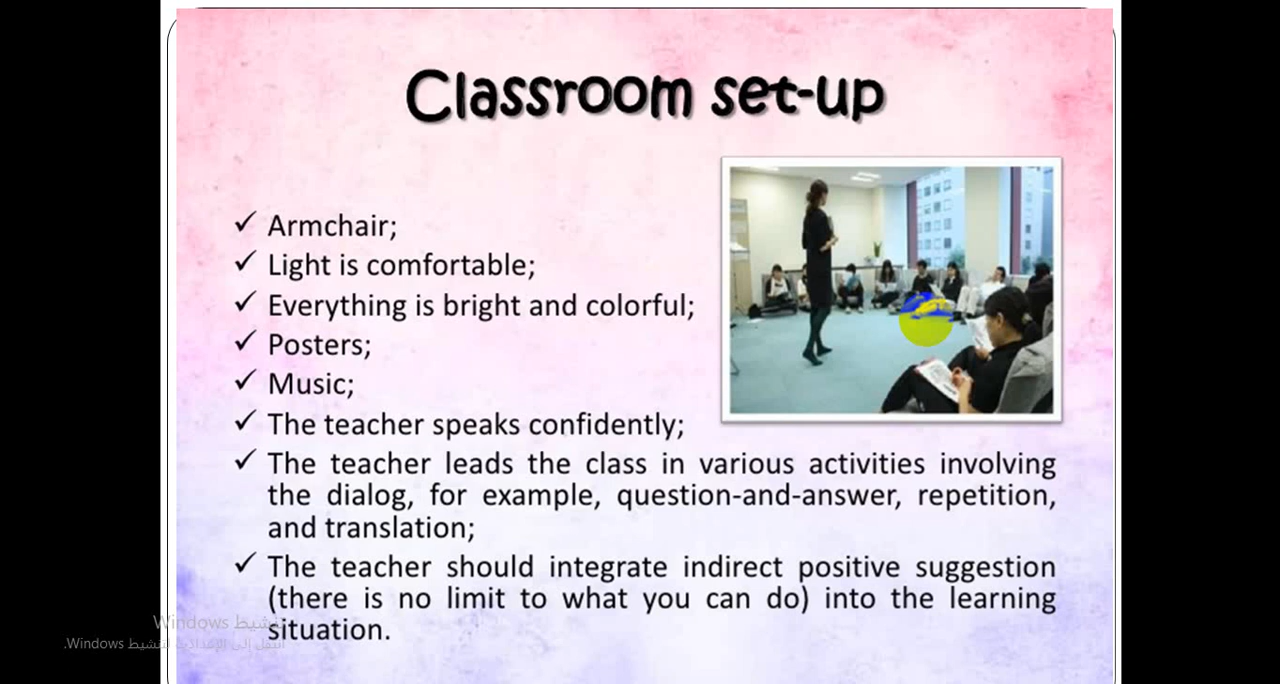 Classroom set-up
✓ Armchair;
✓ Light is comfortable;
✓ Everything is bright and colorful;
✓ Posters;
✓ Music;
✓ The teacher speaks confidently;
✓ The teacher leads the class in various activities involving
the dialog, for example, question-and-answer, repetition,
and translation;
✓ The teacher should integrate indirect positive suggestion
(there is no limit to what you can do) into the learning
situation.
تنشيط Windows
انتقل إلى الإعدادات لتنشيط Windows.